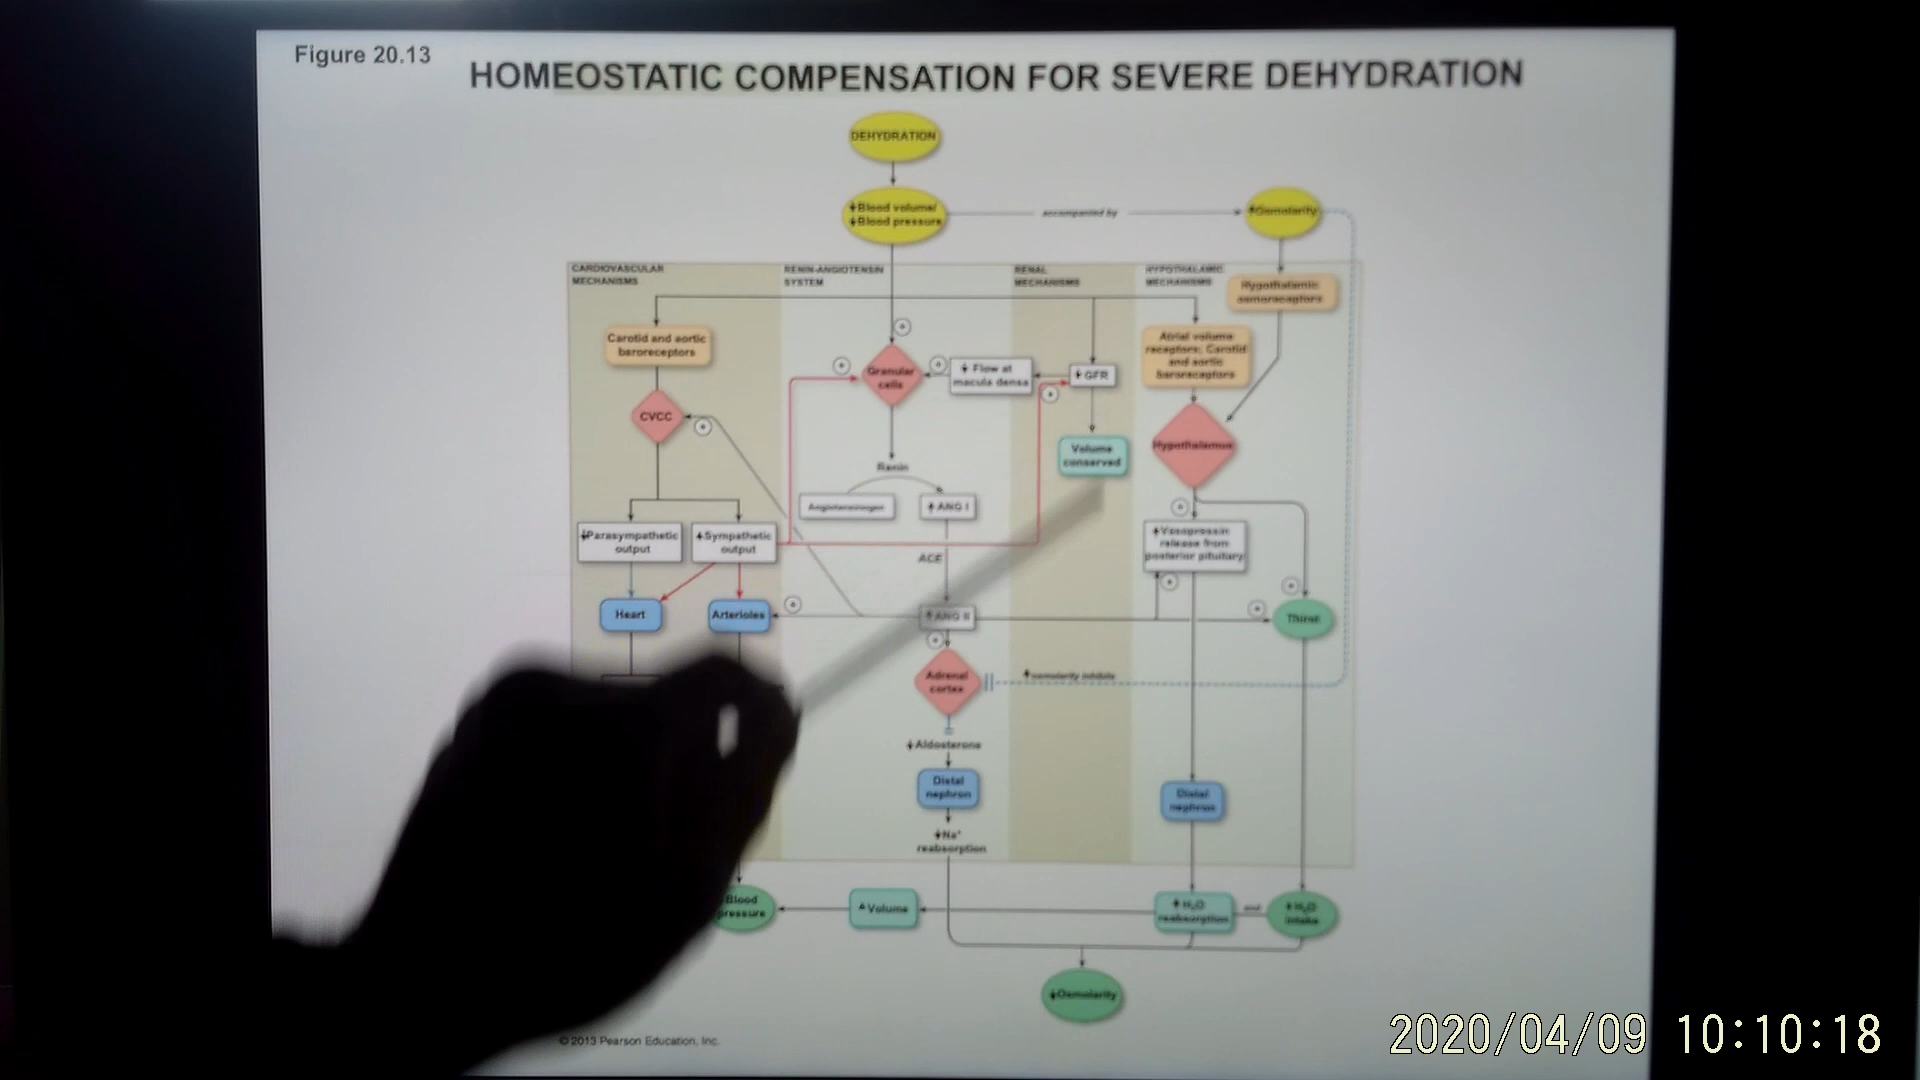 Figure 20.13
HOMEOSTATIC COMPENSATION FOR SEVERE DEHYDRATION
DEHYDRATION
Blood volume/
Blood pressure
accompanied by
Osmolarity
CARDIOVASCULAR
MECHANISMS
RENIN-ANGIOTENSIN
SYSTEM
RENAL
MECHANISMS
HYPOTHALAMIC
MECHANISMS
Hypothalamic
osmoreceptors
Carotid and aortic
baroreceptors
Granular
cells
Flow at
macula densa
GFR
Atrial volume
receptors; Carotid
and aortic
baroreceptors
CVCC
Volume
conserved
Hypothalamus
Renin
Angiotensinogen
ANG I
Parasympathetic
output
Sympathetic
output
Vasopressin
release from
posterior pituitary
ACE
Heart
Arterioles
ANG II
Thirst
Adrenal
cortex
osmolarity inhibits
Aldosterone
Distal
nephron
Distal
nephron
Na+
reabsorption
Blood
pressure
Volume
H2O
reabsorption
and
H2O
intake
Osmolarity
© 2013 Pearson Education, Inc.
2020/04/09 10:10:18